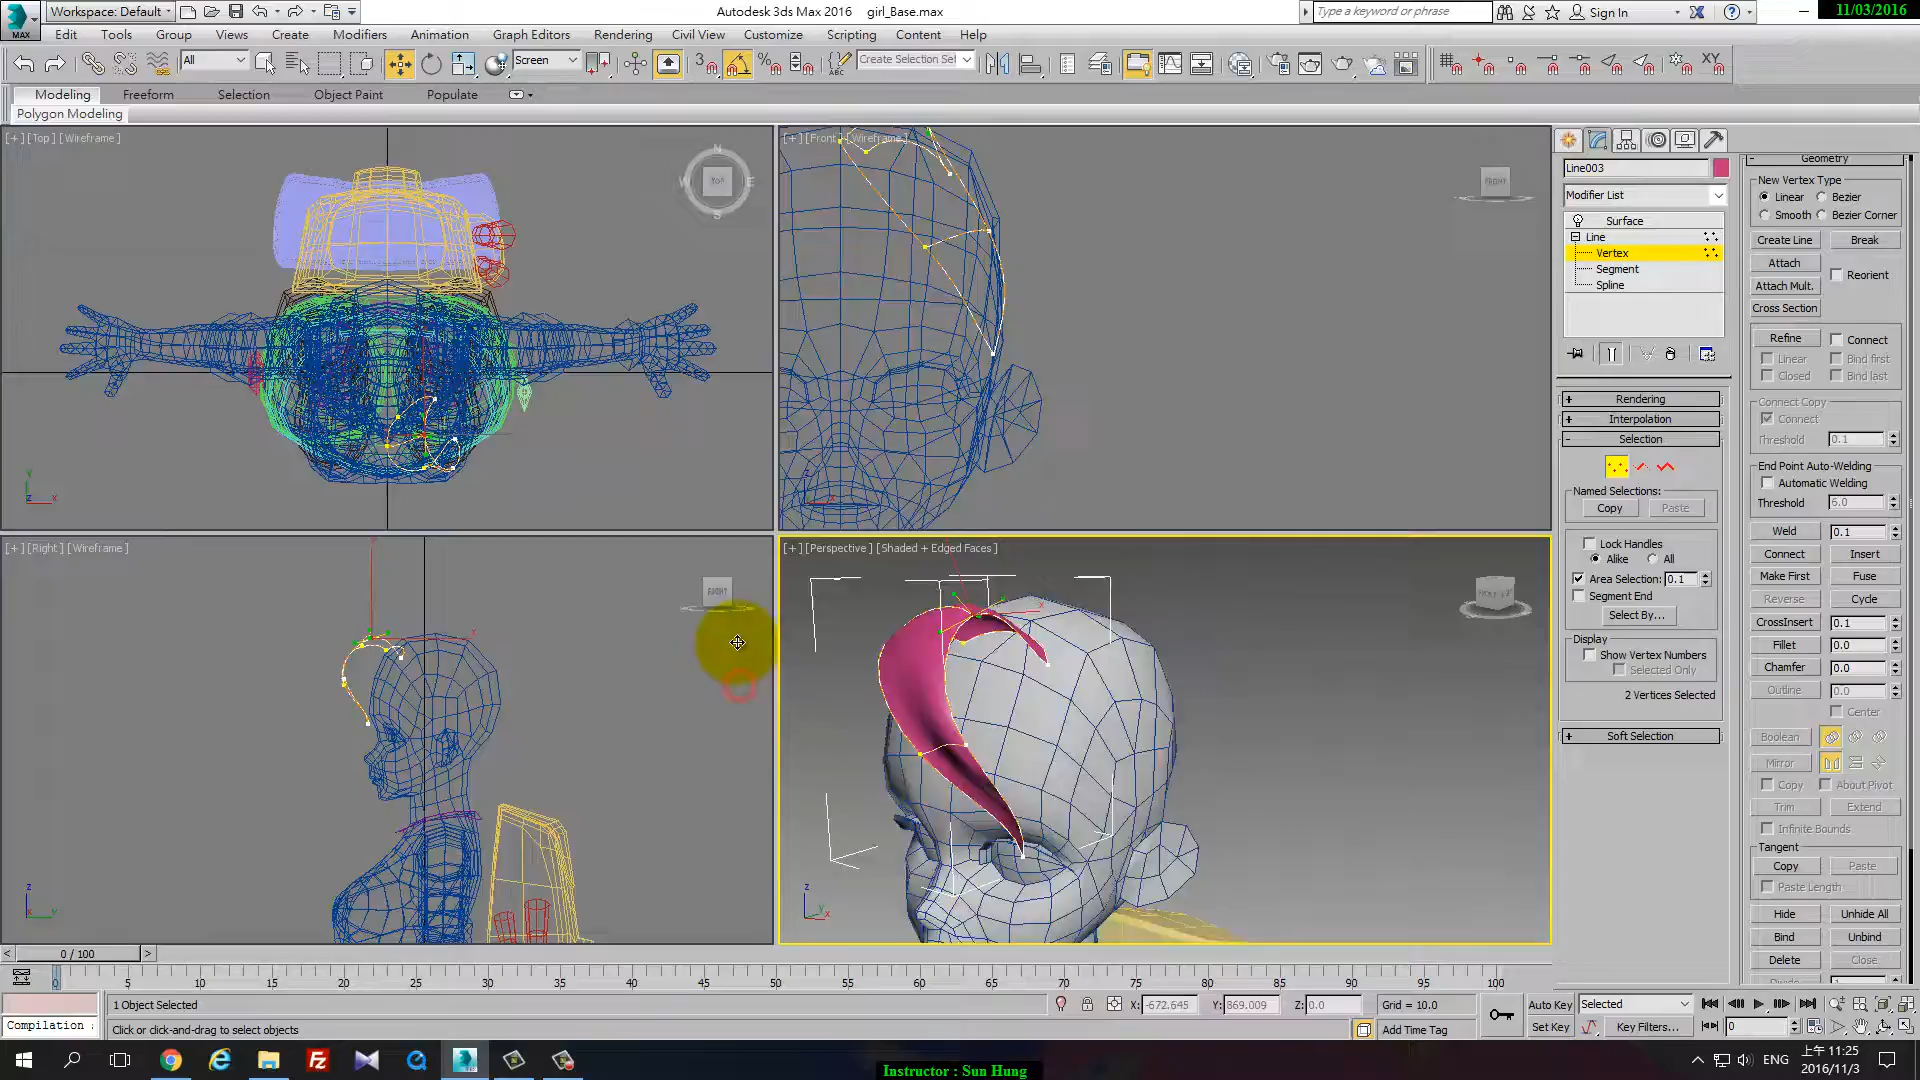 Workspace: Default
Autodesk 3ds Max 2016 girl_Base.max
Type a keyword or phrase
Sign In
11/03/2016
MAX
Edit Tools Group Views Create Modifiers Animation Graph Editors Rendering Civil View Customize Scripting Content Help
All
Screen
3
ABC
Create Selection Sel
XY
Modeling Freeform Selection Object Paint Populate
Polygon Modeling
[+] [Top] [Wireframe]
N
W
TOP
E
S
[+] [Front] [Wireframe]
FRONT
[+] [Right] [Wireframe]
FRONT
[+] [Perspective] [Shaded + Edged Faces]
Line003
Modifier List
Surface
Line
Vertex
Segment
Spline
Rendering
Interpolation
Selection
Named Selections:
Copy Paste
Lock Handles
Alike All
Area Selection: 0.1
Segment End
Select By...
Display
Show Vertex Numbers
Selected Only
2 Vertices Selected
Soft Selection
Geometry
New Vertex Type
Linear Bezier
Smooth Bezier Corner
Create Line Break
Attach
Reorient
Attach Mult.
Cross Section
Refine Connect
Linear Bind first
Closed Bind last
Connect Copy
Connect
Threshold 0.1
End Point Auto-Welding
Automatic Welding
Threshold 6.0
Weld 0.1
Connect Insert
Make First Fuse
Reverse Cycle
CrossInsert 0.1
Fillet 0.0
Chamfer 0.0
Outline 0.0
Center
Boolean
Mirror
Copy About Pivot
Trim Extend
Infinite Bounds
Tangent
Copy Paste
Paste Length
Hide Unhide All
Bind Unbind
Delete Close
0 / 100
0 5 10 15 20 25 30 35 40 45 50 55 60 65 70 75 80 85 90 95 100
1 Object Selected
X: -672.645 Y: 869.009 Z: 0.0 Grid = 10.0
Auto Key Selected
Compilation
Click or click-and-drag to select objects
Add Time Tag
Set Key Key Filters...
0
ENG
上午 11:25
2016/11/3
Instructor : Sun Hung